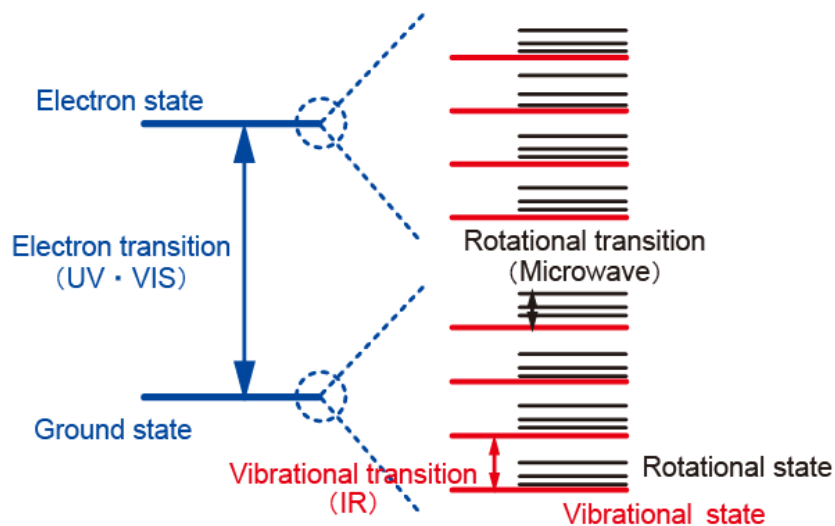 Electron state
Electron transition
（UV・VIS）
Ground state
Rotational transition
（Microwave）
Vibrational transition
（IR）
Rotational state
Vibrational state